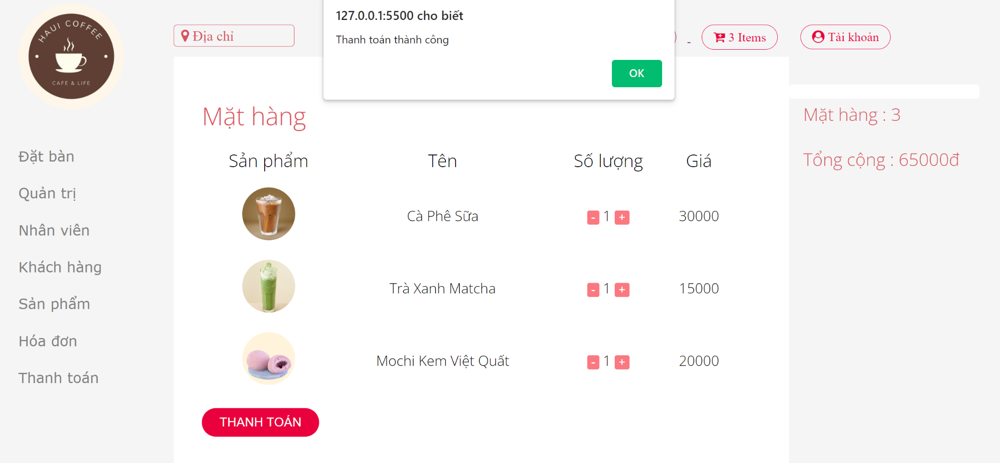 HAUI COFFEE
CAFE & LIFE
127.0.0.1:5500 cho biết
Thanh toán thành công
OK
Địa chỉ
-
3 Items
Tài khoản
Đặt bàn
Quản trị
Nhân viên
Khách hàng
Sản phẩm
Hóa đơn
Thanh toán
Mặt hàng
Sản phẩm Tên Số lượng Giá
Cà Phê Sữa - 1 + 30000
Trà Xanh Matcha - 1 + 15000
Mochi Kem Việt Quất - 1 + 20000
THANH TOÁN
Mặt hàng : 3
Tổng cộng : 65000đ